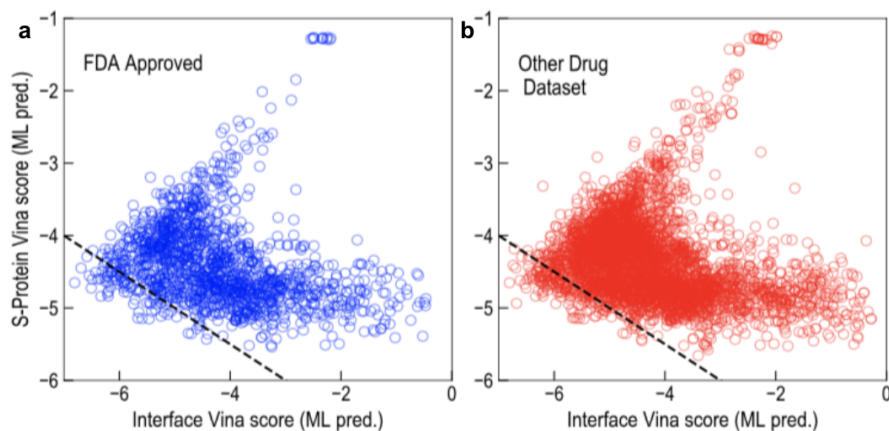 a
FDA Approved
S-Protein Vina score (ML pred.)
−1
−2
−3
−4
−5
−6
−6
−4
−2
0
Interface Vina score (ML pred.)
b
Other Drug
Dataset
−1
−2
−3
−4
−5
−6
−6
−4
−2
0
Interface Vina score (ML pred.)